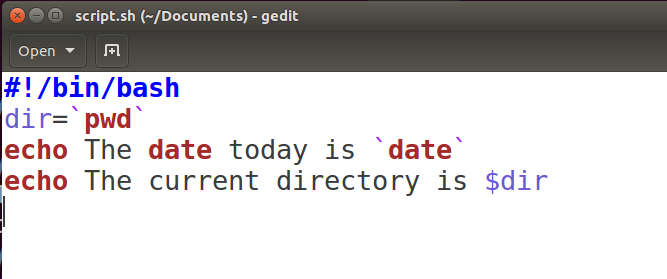 script.sh (~/Documents) - gedit
Open
#!/bin/bash
dir=`pwd`
echo The date today is `date`
echo The current directory is $dir